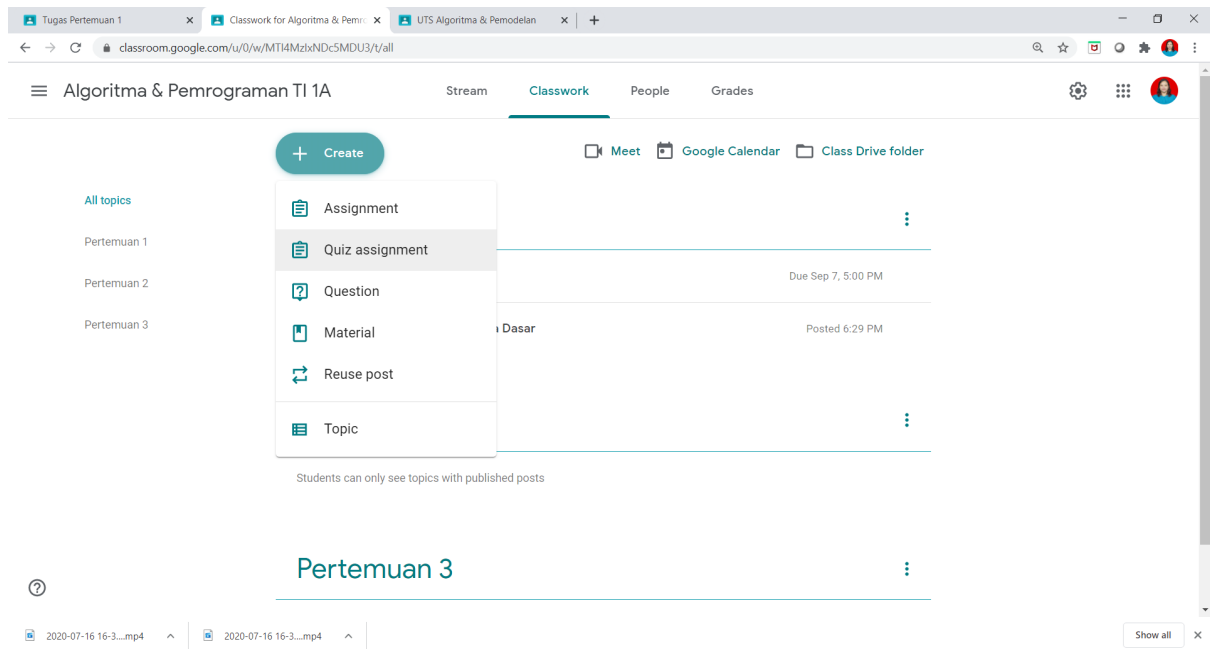 Tugas Pertemuan 1
Classwork for Algoritma & Pemr
UTS Algoritma & Pemodelan
classroom.google.com/u/0/w/MTI4MzIxNDc5MDU3/t/all
Algoritma & Pemrograman TI 1A
Stream
Classwork
People
Grades
Create
Meet
Google Calendar
Class Drive folder
All topics
Pertemuan 1
Pertemuan 2
Pertemuan 3
Assignment
Quiz assignment
Question
Material
Reuse post
Topic
Due Sep 7, 5:00 PM
Dasar
Posted 6:29 PM
Students can only see topics with published posts
Pertemuan 3
2020-07-16 16-3....mp4
2020-07-16 16-3....mp4
Show all